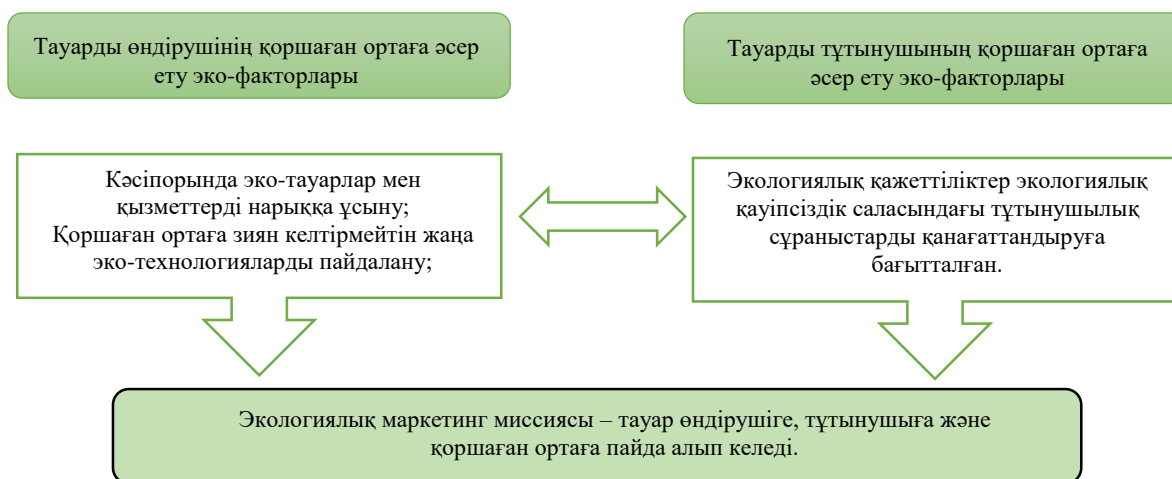 Тауарды өндірушінің қоршаған ортаға әсер
ету эко-факторлары
Тауарды тұтынушының қоршаған ортаға
әсер ету эко-факторлары
Кәсіпорында эко-тауарлар мен
қызметтерді нарыққа ұсыну;
Қоршаған ортаға зиян келтірмейтін жаңа
эко-технологияларды пайдалану;
Экологиялық қажеттіліктер экологиялық
қауіпсіздік саласындағы тұтынушылық
сұраныстарды қанағаттандыруға
бағытталған.
Экологиялық маркетинг миссиясы – тауар өндірушіге, тұтынушыға және
қоршаған ортаға пайда алып келеді.